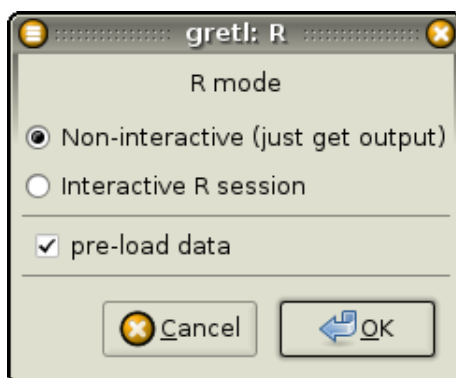 gretl: R
R mode
Non-interactive (just get output)
Interactive R session
pre-load data
Cancel
OK